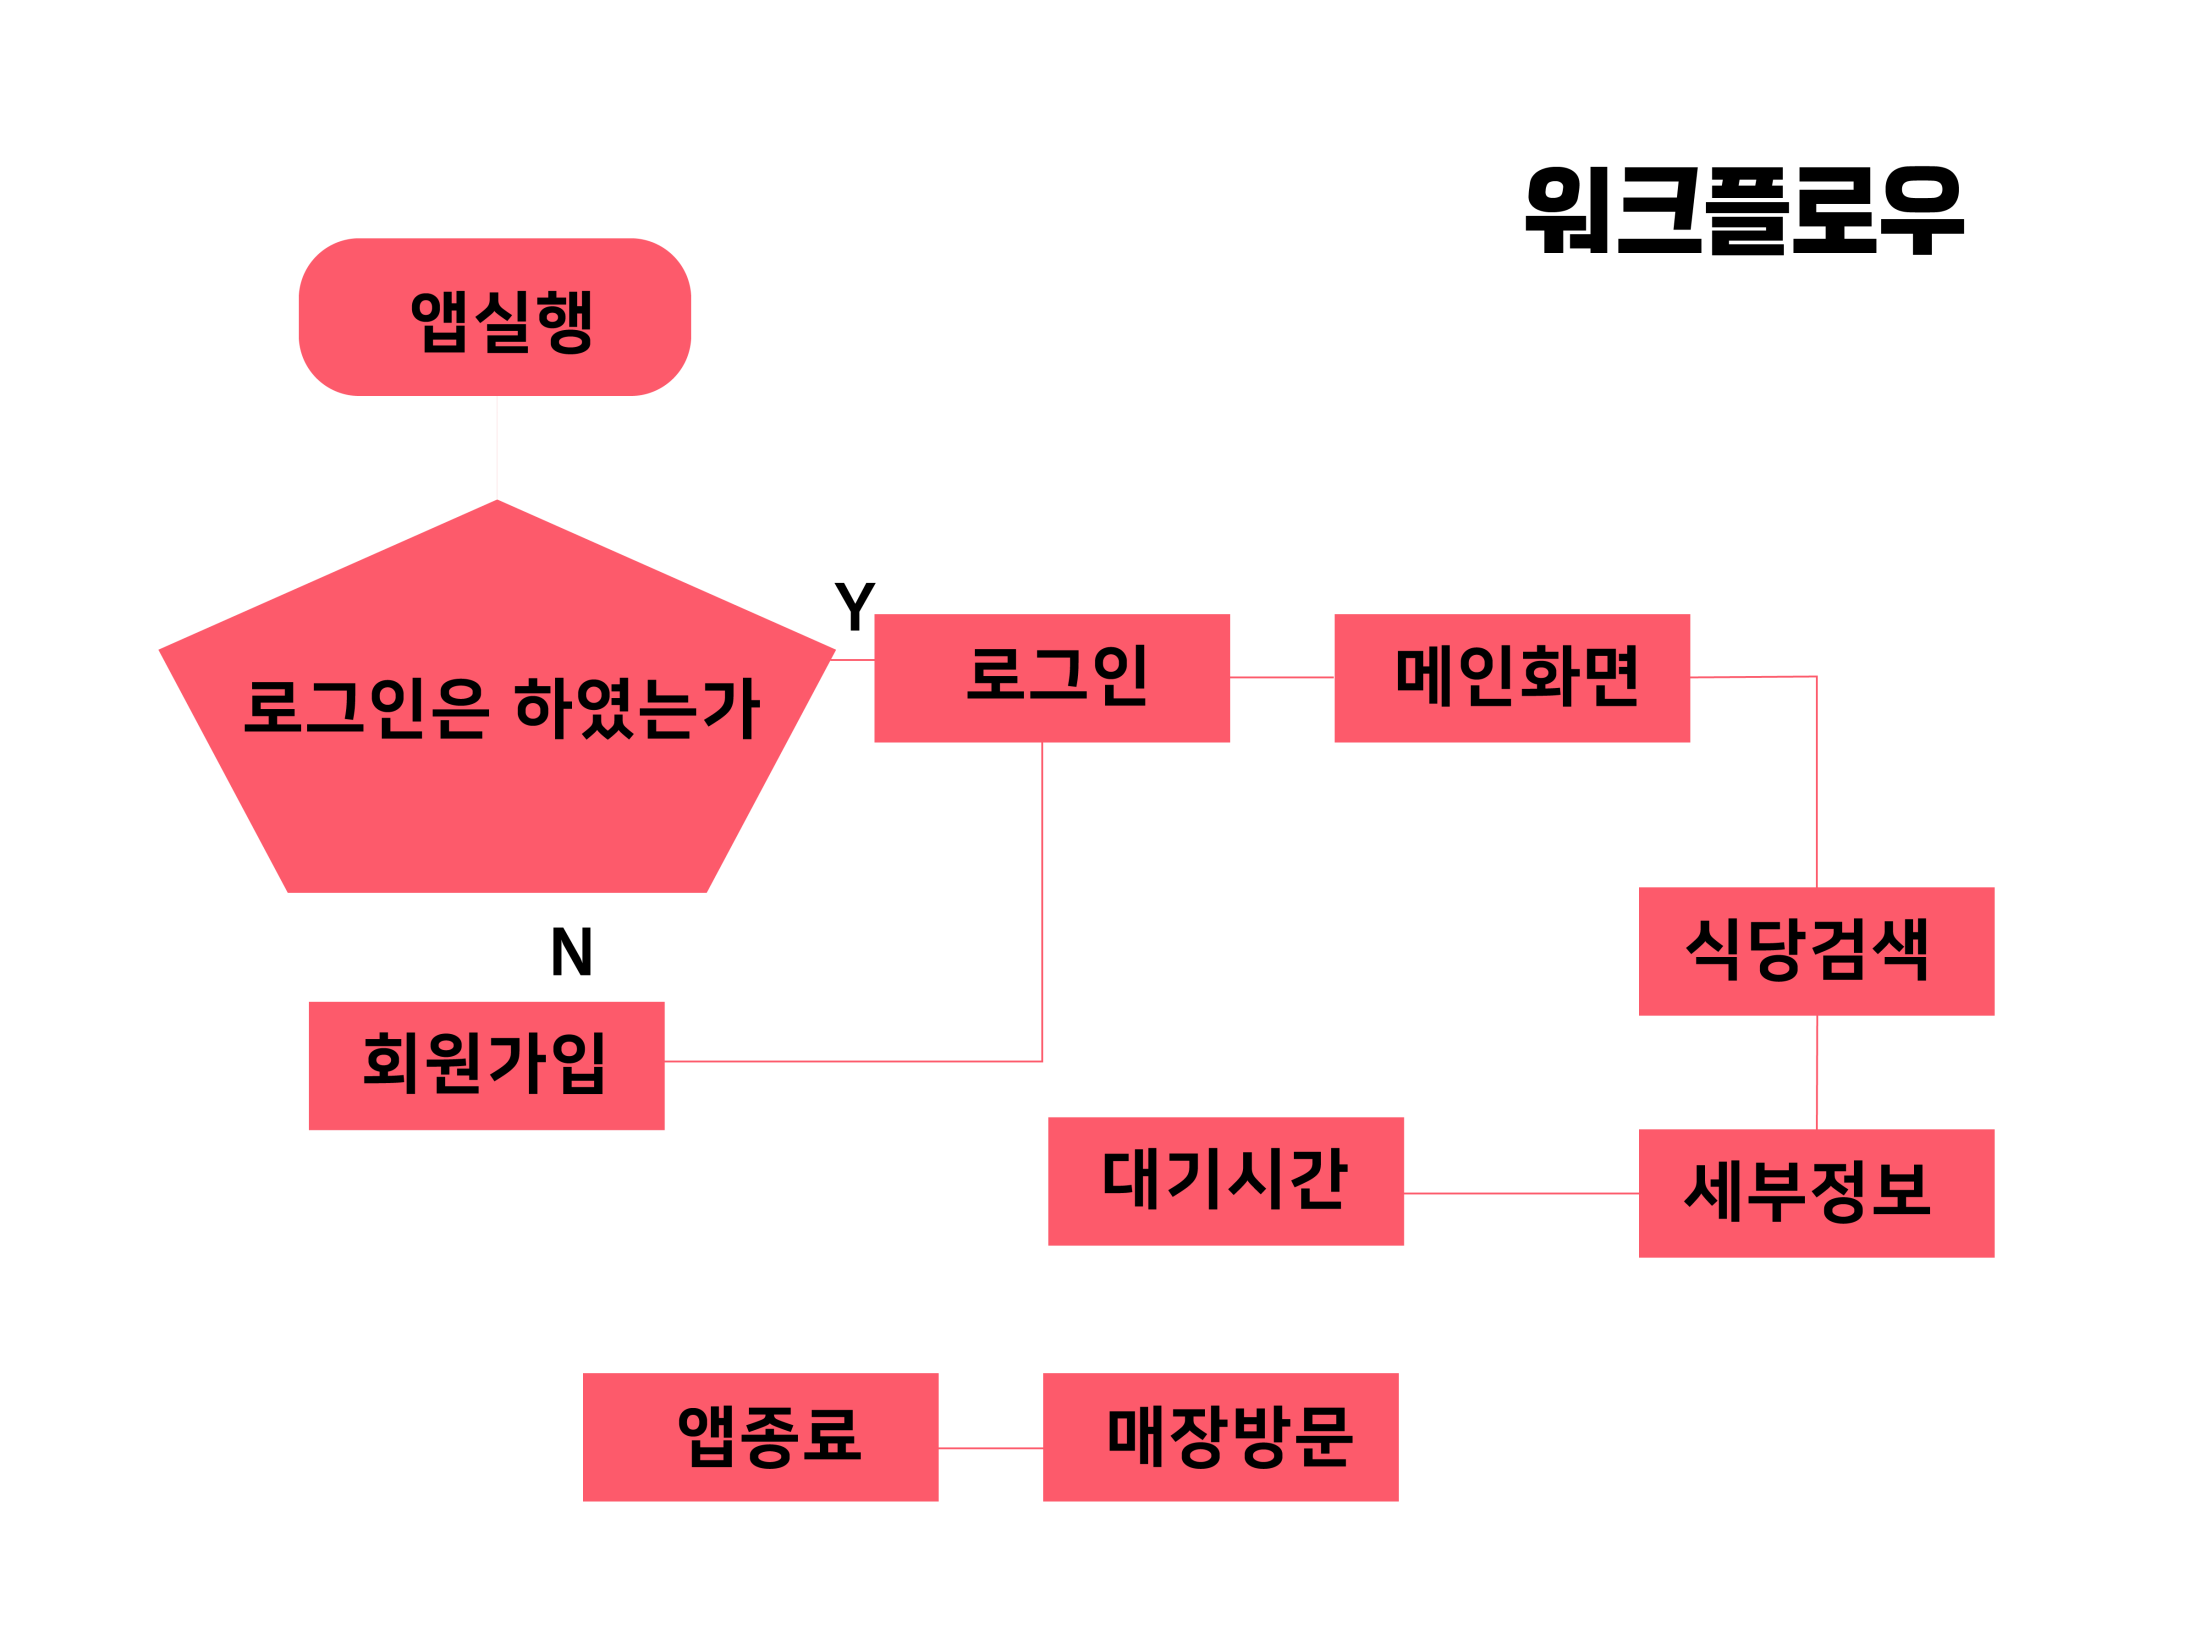 워크플로우
앱실행
로그인은 하였는가
Y
로그인
메인화면
N
회원가입
식당검색
세부정보
대기시간
매장방문
앱종료